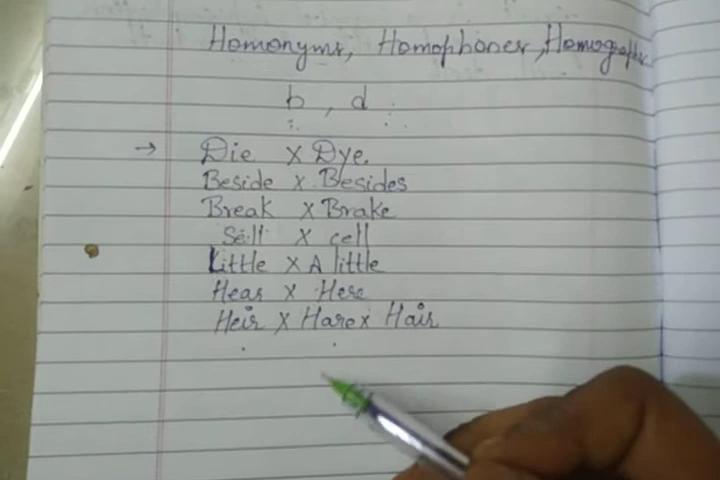 Homonyms, Homophones, Homographs
b , d
→ Die X Dye.
Beside X Besides
Break X Brake
Sell X cell
Little X A little
Hear X Here
Heir X Hare X Hair